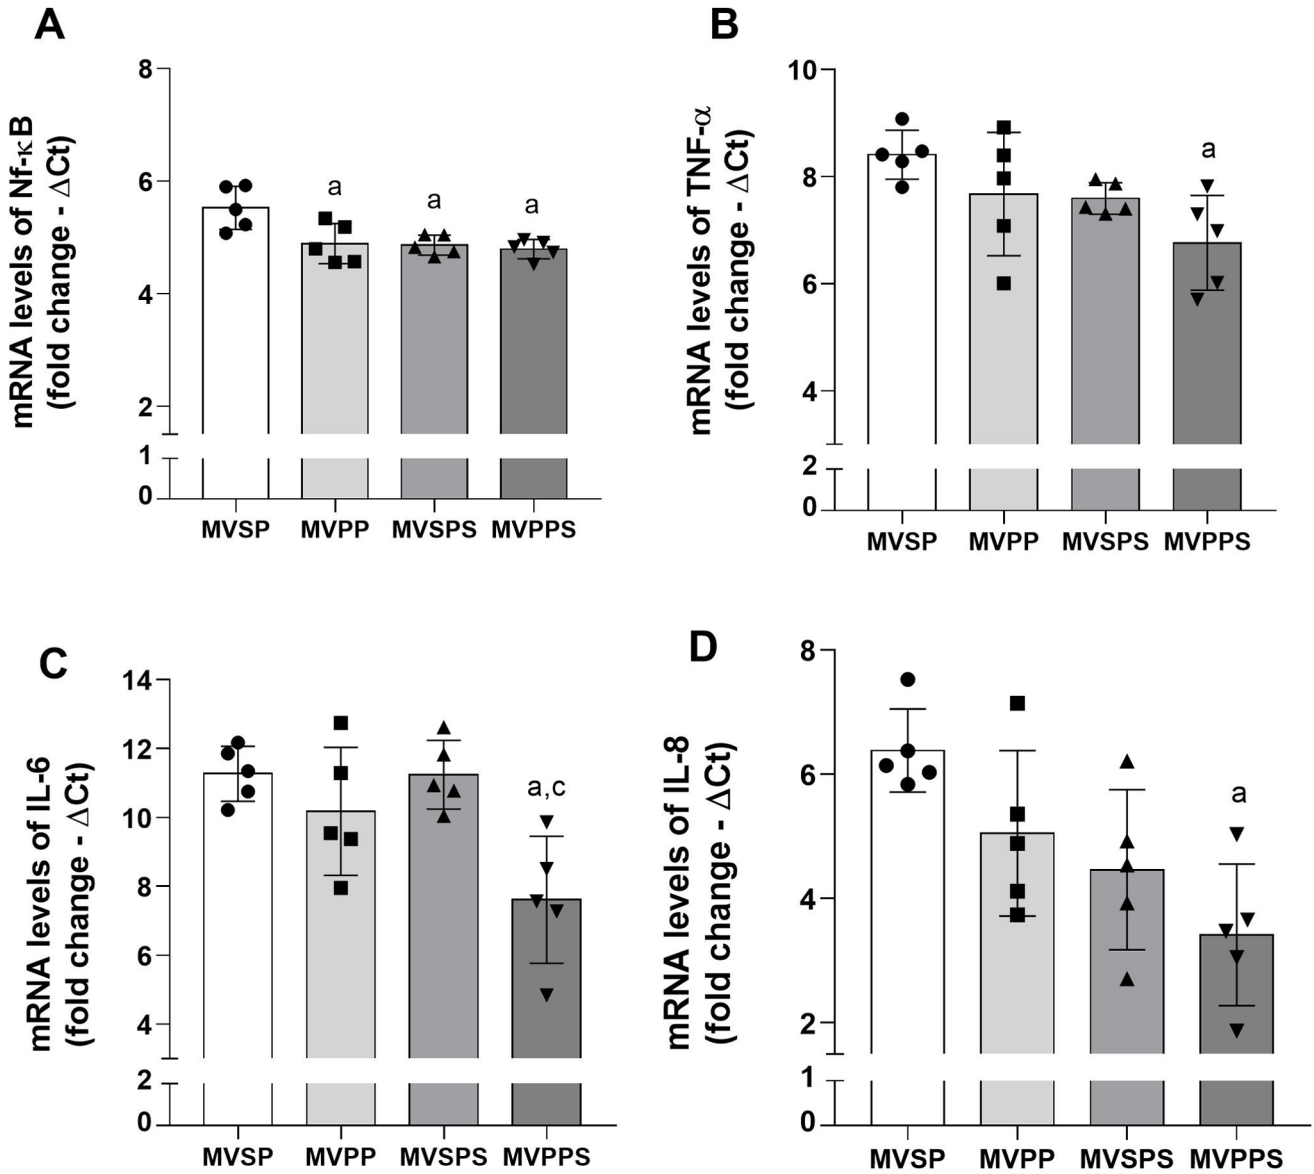 A
mRNA levels of Nf-κB
(fold change - ΔCt)
8
6
4
2
1
0
a
a
a
MVSP MVPP MVSPS MVPPS
B
mRNA levels of TNF-α
(fold change - ΔCt)
10
8
6
4
2
0
a
MVSP MVPP MVSPS MVPPS
C
mRNA levels of IL-6
(fold change - ΔCt)
14
12
10
8
6
4
2
0
a,c
MVSP MVPP MVSPS MVPPS
D
mRNA levels of IL-8
(fold change - ΔCt)
8
6
4
2
1
0
a
MVSP MVPP MVSPS MVPPS